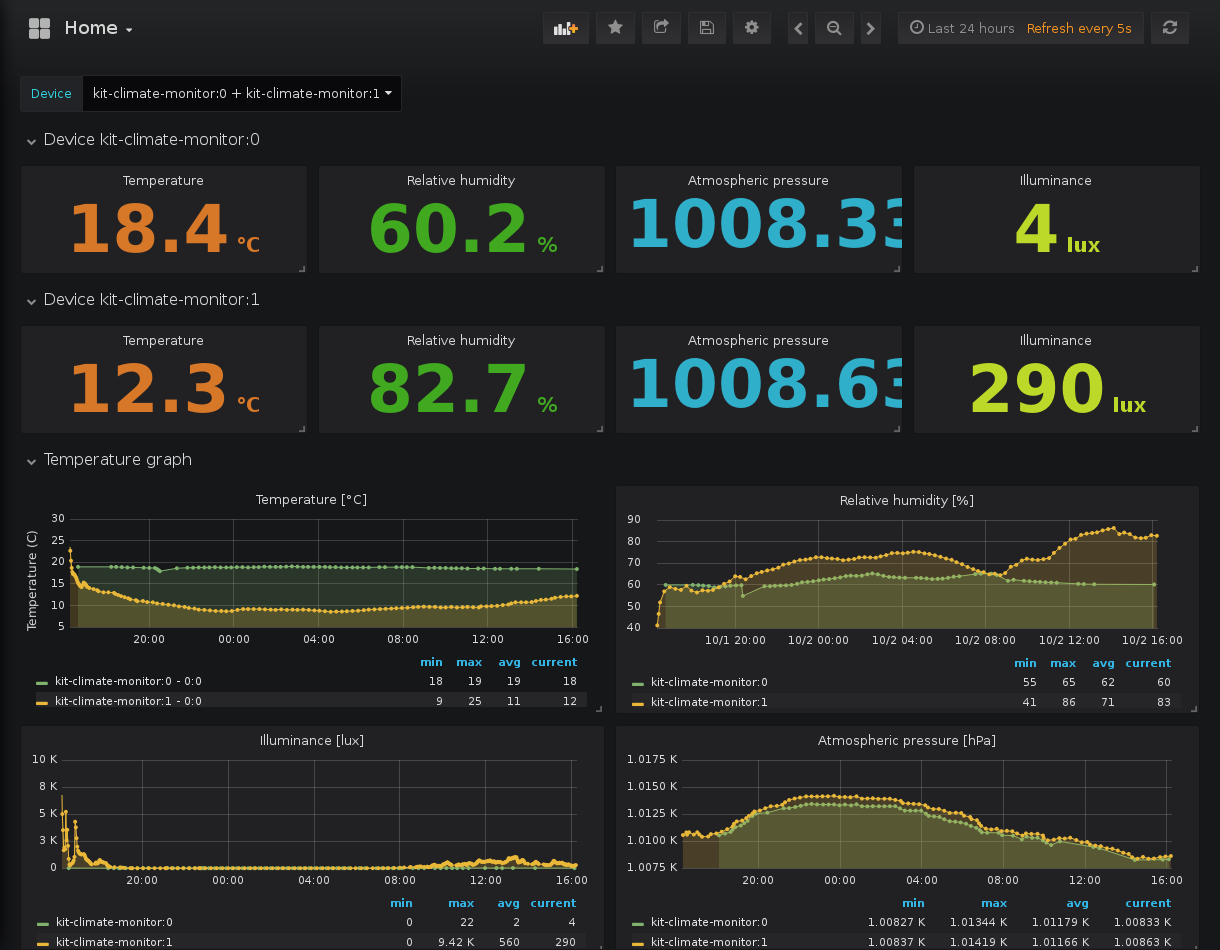 Home
Last 24 hours Refresh every 5s
Device kit-climate-monitor:0 + kit-climate-monitor:1
Device kit-climate-monitor:0
Temperature Relative humidity Atmospheric pressure Illuminance
18.4 °C 60.2 % 1008.33 4 lux
Device kit-climate-monitor:1
Temperature Relative humidity Atmospheric pressure Illuminance
12.3 °C 82.7 % 1008.63 290 lux
Temperature graph
Temperature [°C]
Temperature (C)
30
25
20
15
10
5
20:00 00:00 04:00 08:00 12:00 16:00
min max avg current
kit-climate-monitor:0 - 0:0 18 19 19 18
kit-climate-monitor:1 - 0:0 9 25 11 12
Relative humidity [%]
90
80
70
60
50
40
10/1 20:00 10/2 00:00 10/2 04:00 10/2 08:00 10/2 12:00 10/2 16:00
min max avg current
kit-climate-monitor:0 55 65 62 60
kit-climate-monitor:1 41 86 71 83
Illuminance [lux]
10 K
8 K
5 K
3 K
0
20:00 00:00 04:00 08:00 12:00 16:00
min max avg current
kit-climate-monitor:0 0 22 2 4
kit-climate-monitor:1 0 9.42 K 560 290
Atmospheric pressure [hPa]
1.0175 K
1.0150 K
1.0125 K
1.0100 K
1.0075 K
20:00 00:00 04:00 08:00 12:00 16:00
min max avg current
kit-climate-monitor:0 1.00827 K 1.01344 K 1.01179 K 1.00833 K
kit-climate-monitor:1 1.00837 K 1.01419 K 1.01166 K 1.00863 K